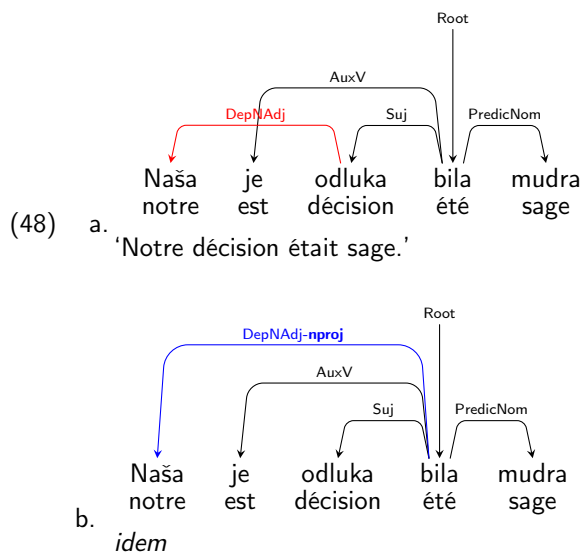 Root
AuxV
DepNAdj Suj PredicNom
Naša je odluka bila mudra
notre est décision été sage
(48) a.
‘Notre décision était sage.’
Root
DepNAdj-nproj
AuxV
Suj PredicNom
Naša je odluka bila mudra
notre est décision été sage
b.
idem